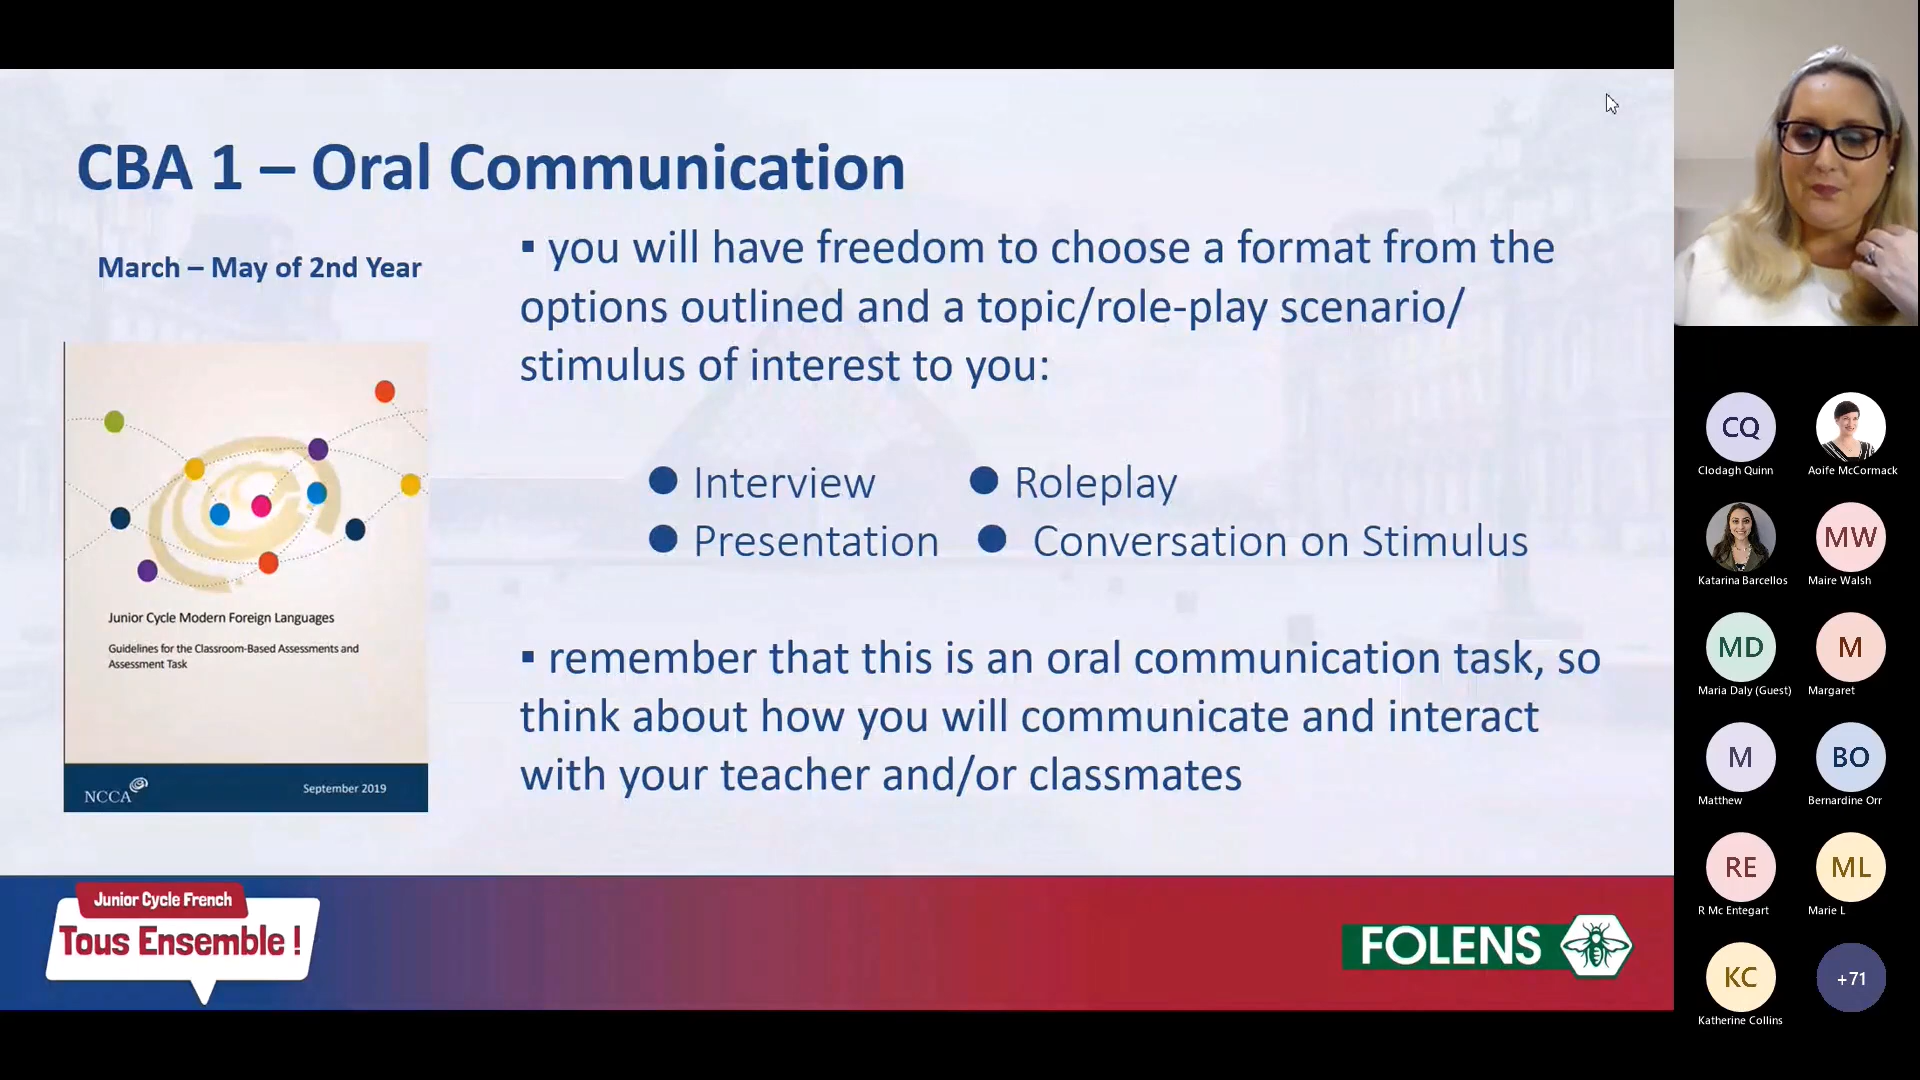 CBA 1 – Oral Communication
March – May of 2nd Year
▪ you will have freedom to choose a format from the
options outlined and a topic/role-play scenario/
stimulus of interest to you:
● Interview ● Roleplay
● Presentation ● Conversation on Stimulus
▪ remember that this is an oral communication task, so
think about how you will communicate and interact
with your teacher and/or classmates
Junior Cycle Modern Foreign Languages
Guidelines for the Classroom-Based Assessments and
Assessment Task
NCCA
September 2019
Junior Cycle French
Tous Ensemble !
FOLENS
CQ
Clodagh Quinn
Aoife McCormack
Katarina Barcellos
MW
Maire Walsh
MD
Maria Daly (Guest)
M
Margaret
M
Matthew
BO
Bernardine Orr
RE
R Mc Entegart
ML
Marie L
KC
Katherine Collins
+71